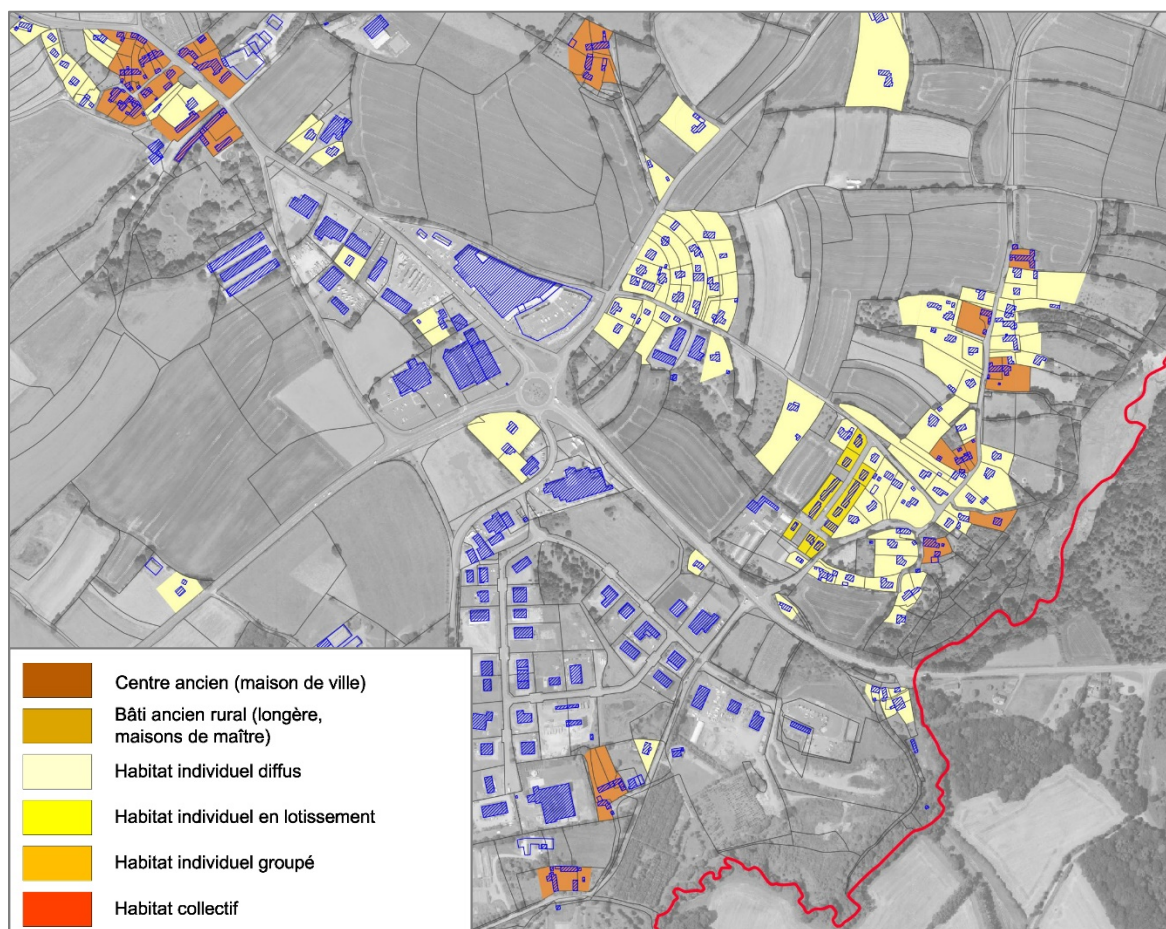 Centre ancien (maison de ville)
Bâti ancien rural (longère,
maisons de maître)
Habitat individuel diffus
Habitat individuel en lotissement
Habitat individuel groupé
Habitat collectif